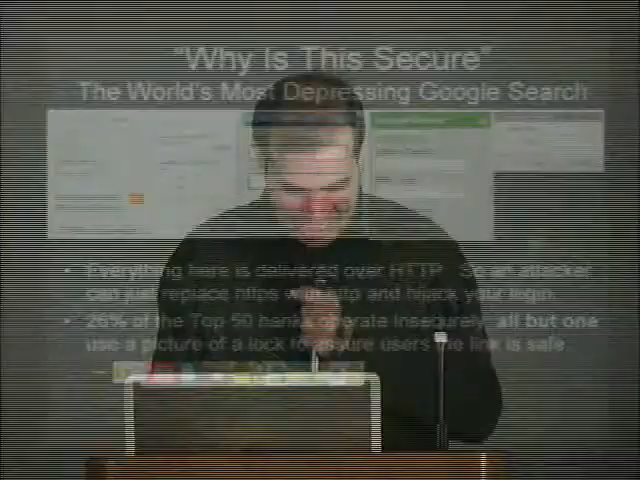 "Why Is This Secure"
The World's Most Depressing Google Search
• Everything here is delivered over HTTP. So an attacker
can just replace https with http and hijack your login.
• 26% of the Top 50 banks operate insecurely, all but one
use a picture of a lock to assure users the link is safe.